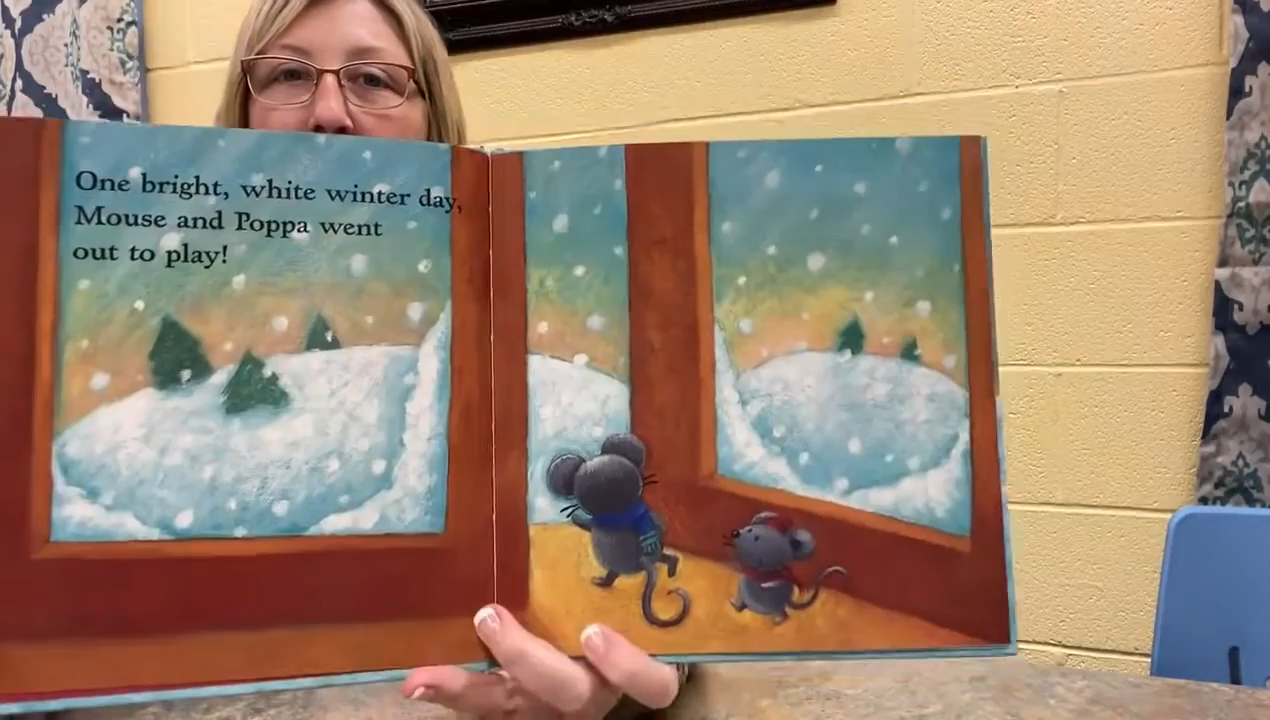 One bright, white winter day,
Mouse and Poppa went
out to play!